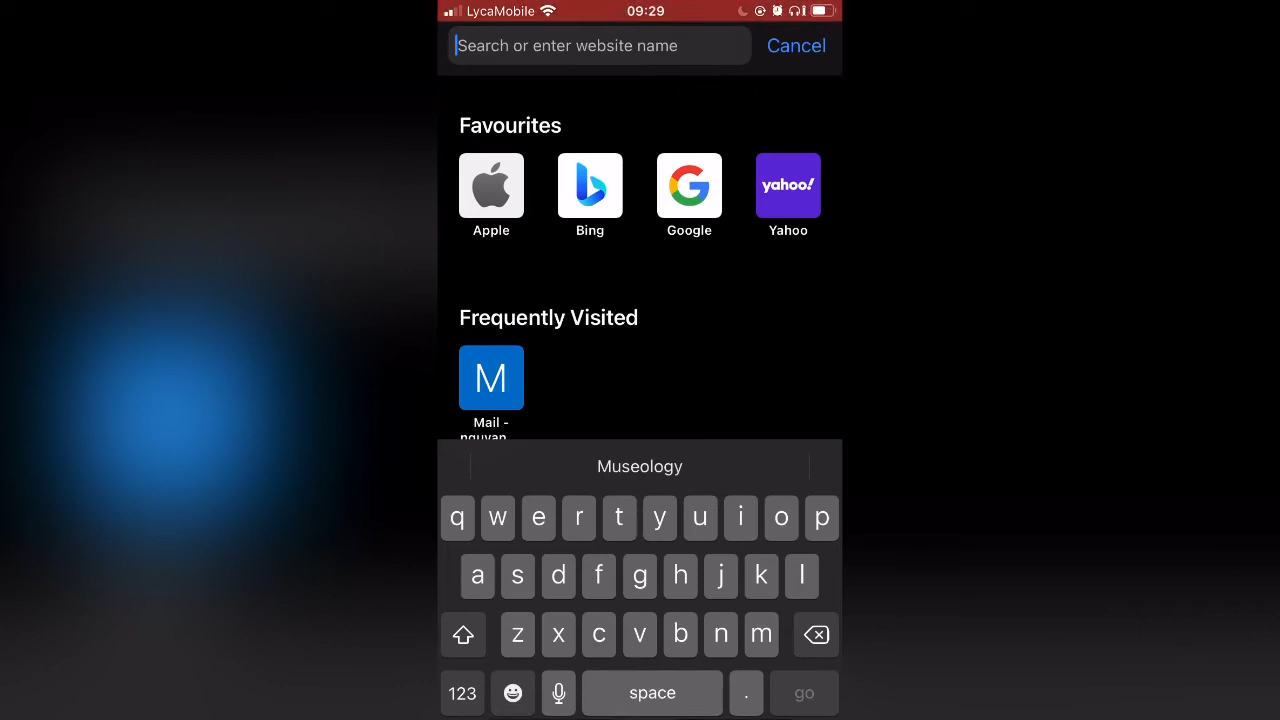 LycaMobile 09:29
Search or enter website name Cancel
Favourites
yahoo!
Apple Bing Google Yahoo
Frequently Visited
M
Mail -
Museology
q w e r t y u i o p
a s d f g h j k l
z x c v b n m
123 space . go